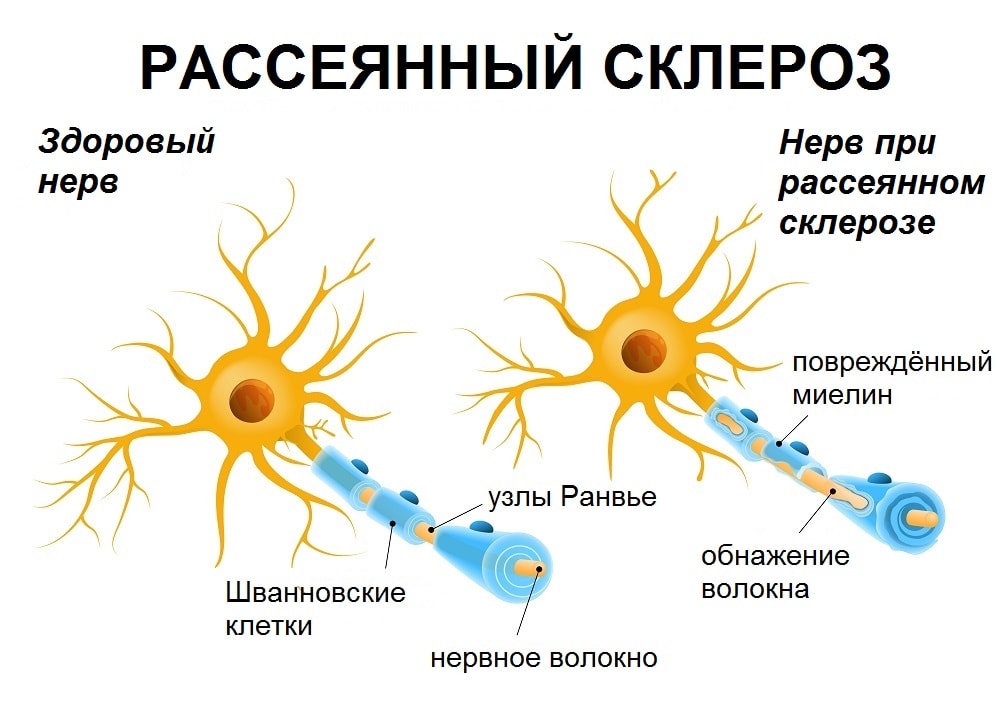 РАССЕЯННЫЙ СКЛЕРОЗ
Здоровый
нерв
Нерв при
рассеянном
склерозе
повреждённый
миелин
узлы Ранвье
обнажение
волокна
Шванновские
клетки
нервное волокно